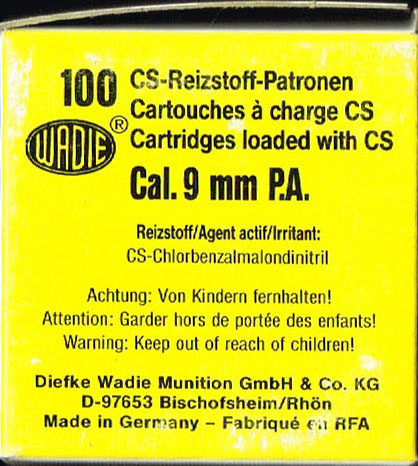 100 CS-Reizstoff-Patronen
Cartouches à charge CS
WADIE ® Cartridges loaded with CS
Cal. 9 mm P.A.
Reizstoff/Agent actif/Irritant:
CS-Chlorbenzalmalondinitril
Achtung: Von Kindern fernhalten!
Attention: Garder hors de portée des enfants!
Warning: Keep out of reach of children!
Diefke Wadie Munition GmbH & Co. KG
D-97653 Bischofsheim/Rhön
Made in Germany – Fabriqué en RFA